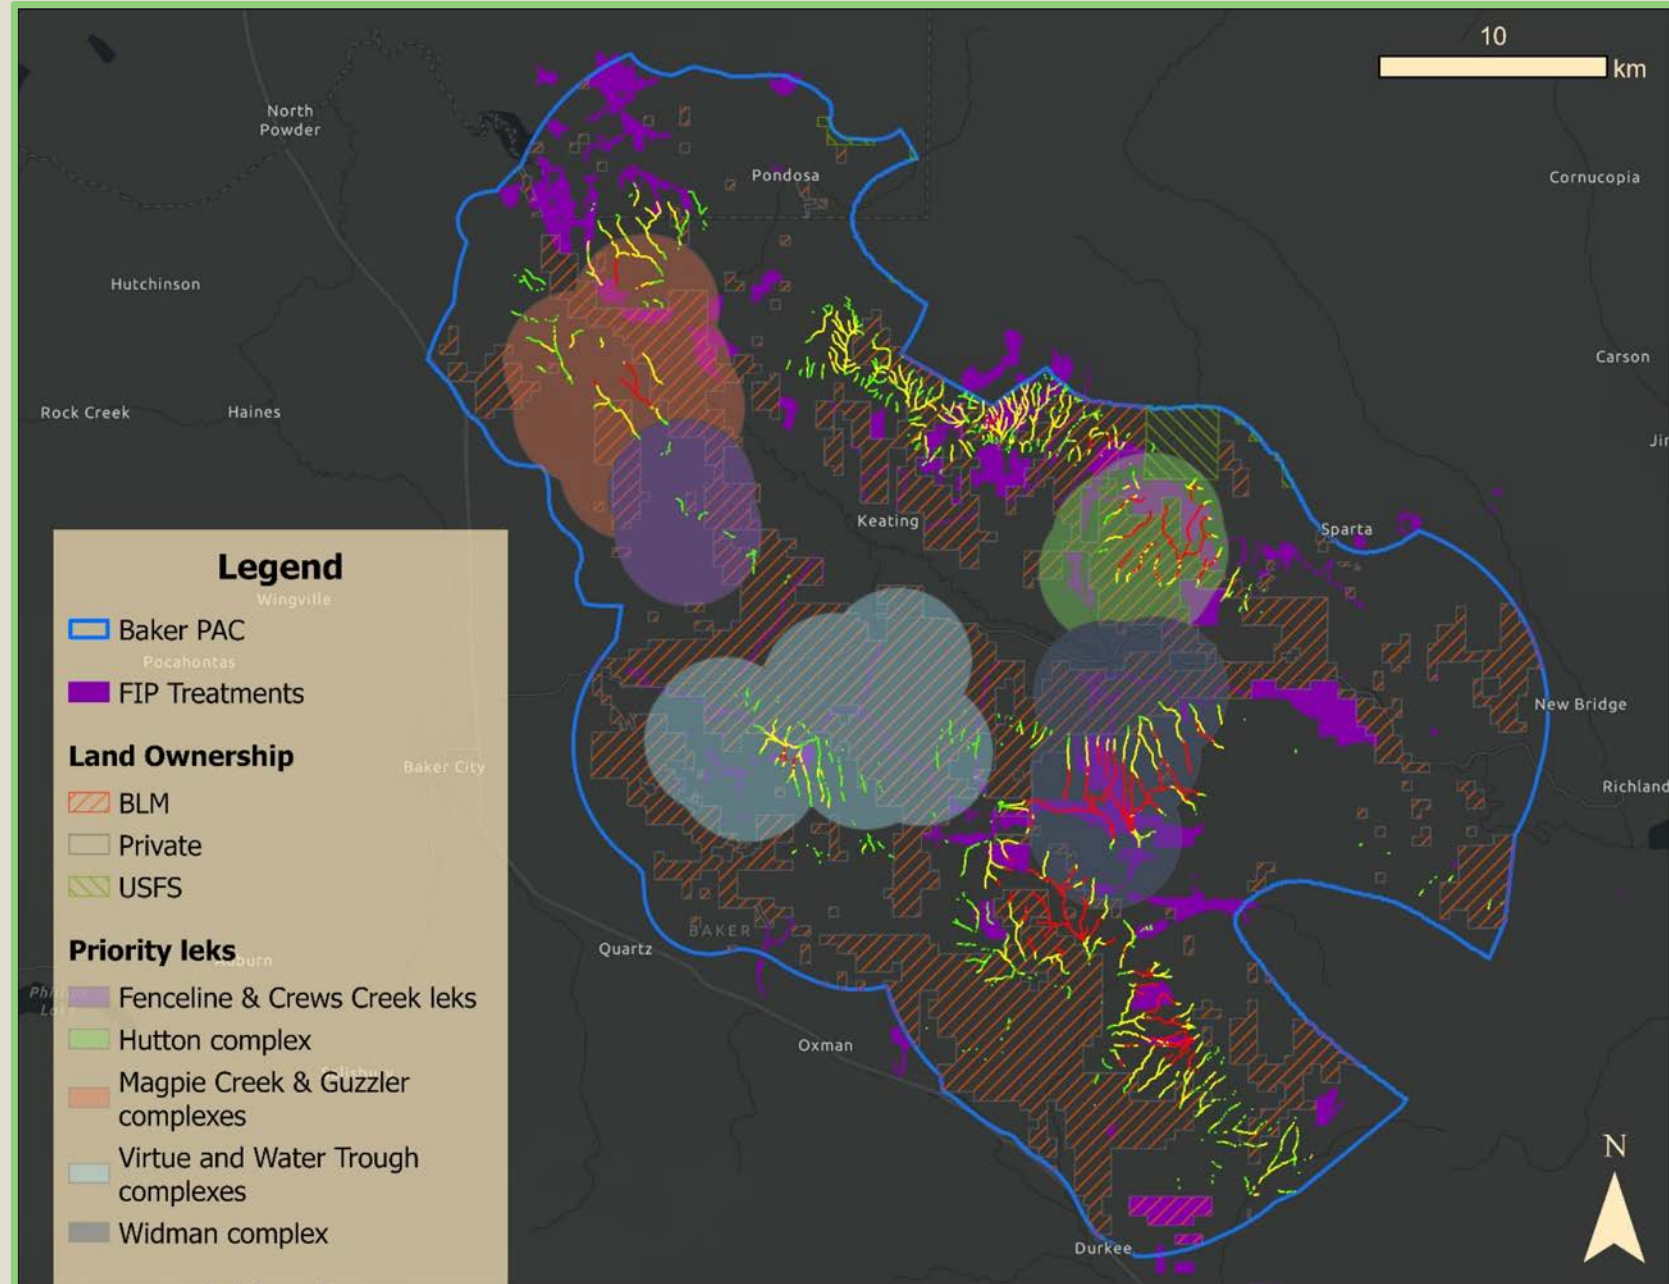 10
km
North
Powder
Pondosa
Cornucopia
Hutchinson
Carson
Rock Creek
Haines
Keating
Sparta
Legend
Wingville
Baker PAC
Pocahontas
FIP Treatments
Land Ownership
New Bridge
Baker City
BLM
Richland
Private
USFS
BAKER
Quartz
Priority leks
Fenceline & Crews Creek leks
Hutton complex
Oxman
Magpie Creek & Guzzler
complexes
Virtue and Water Trough
complexes
N
Widman complex
Durkee